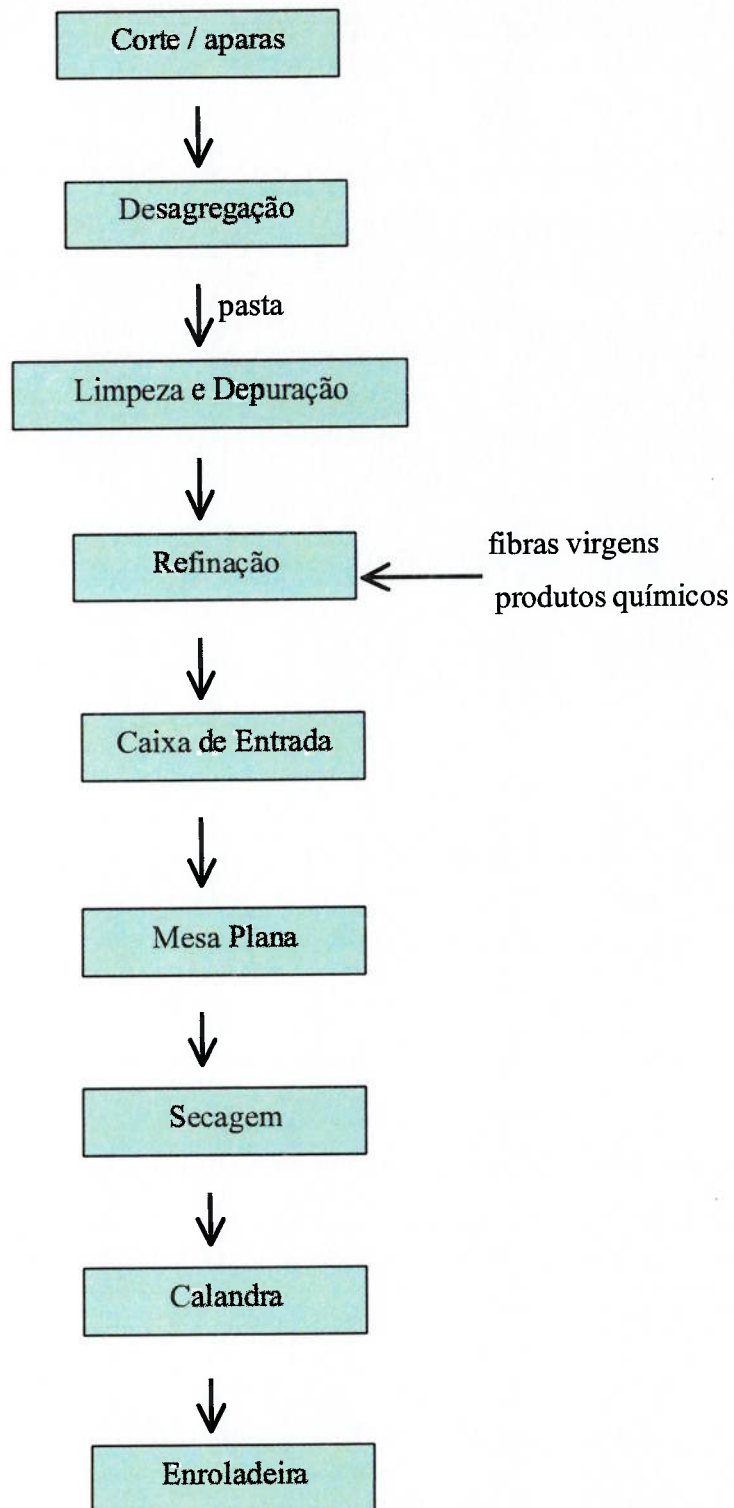 Corte / aparas
Desagregação
pasta
Limpeza e Depuração
Refinação
fibras virgens
produtos químicos
Caixa de Entrada
Mesa Plana
Secagem
Calandra
Enroladeira